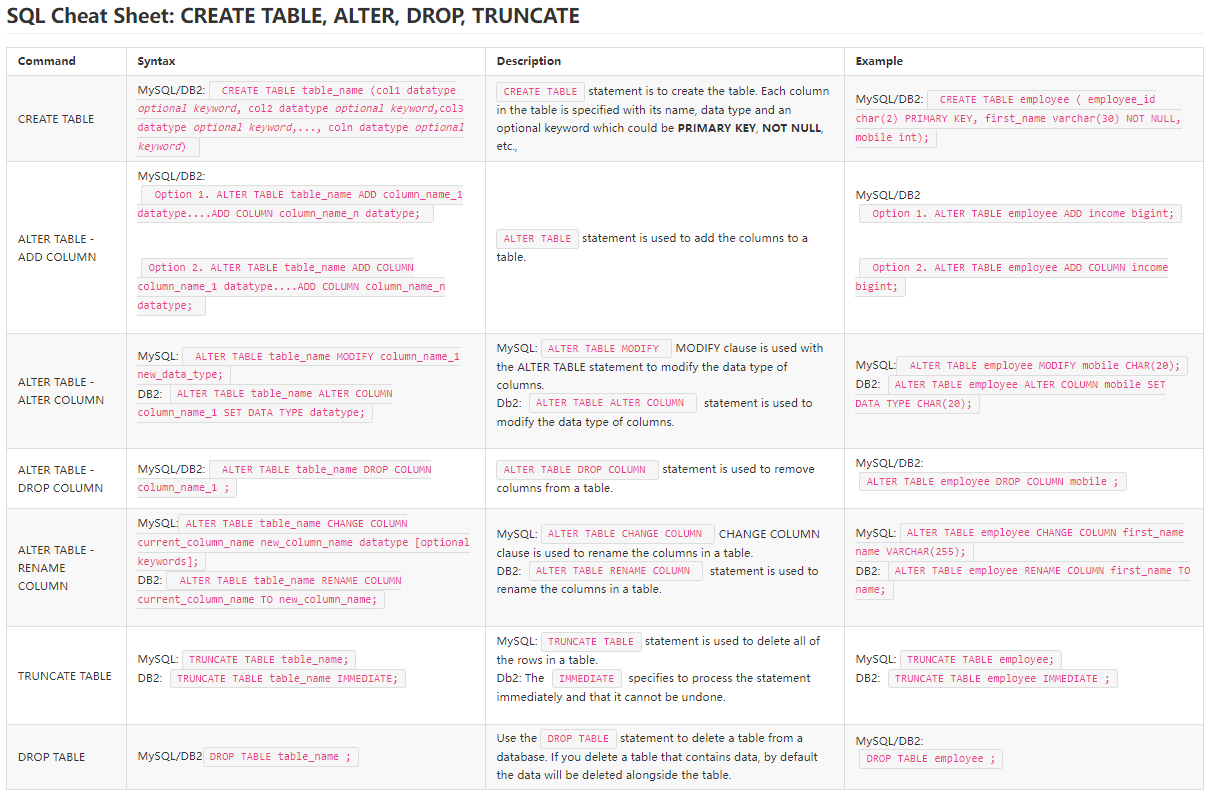 SQL Cheat Sheet: CREATE TABLE, ALTER, DROP, TRUNCATE
Command
Syntax
Description
Example
CREATE TABLE
MySQL/DB2: CREATE TABLE table_name (col1 datatype
optional keyword, col2 datatype optional keyword,col3
datatype optional keyword,..., coln datatype optional
keyword)
CREATE TABLE statement is to create the table. Each column
in the table is specified with its name, data type and an
optional keyword which could be PRIMARY KEY, NOT NULL,
etc.,
MySQL/DB2: CREATE TABLE employee ( employee_id
char(2) PRIMARY KEY, first_name varchar(30) NOT NULL,
mobile int);
ALTER TABLE -
ADD COLUMN
MySQL/DB2:
Option 1. ALTER TABLE table_name ADD column_name_1
datatype....ADD COLUMN column_name_n datatype;
Option 2. ALTER TABLE table_name ADD COLUMN
column_name_1 datatype....ADD COLUMN column_name_n
datatype;
ALTER TABLE statement is used to add the columns to a
table.
MySQL/DB2
Option 1. ALTER TABLE employee ADD income bigint;
Option 2. ALTER TABLE employee ADD COLUMN income
bigint;
ALTER TABLE -
ALTER COLUMN
MySQL: ALTER TABLE table_name MODIFY column_name_1
new_data_type;
DB2: ALTER TABLE table_name ALTER COLUMN
column_name_1 SET DATA TYPE datatype;
MySQL: ALTER TABLE MODIFY MODIFY clause is used with
the ALTER TABLE statement to modify the data type of
columns.
Db2: ALTER TABLE ALTER COLUMN statement is used to
modify the data type of columns.
MySQL: ALTER TABLE employee MODIFY mobile CHAR(20);
DB2: ALTER TABLE employee ALTER COLUMN mobile SET
DATA TYPE CHAR(20);
ALTER TABLE -
DROP COLUMN
MySQL/DB2: ALTER TABLE table_name DROP COLUMN
column_name_1 ;
ALTER TABLE DROP COLUMN statement is used to remove
columns from a table.
MySQL/DB2:
ALTER TABLE employee DROP COLUMN mobile ;
ALTER TABLE -
RENAME
COLUMN
MySQL: ALTER TABLE table_name CHANGE COLUMN
current_column_name new_column_name datatype [optional
keywords];
DB2: ALTER TABLE table_name RENAME COLUMN
current_column_name TO new_column_name;
MySQL: ALTER TABLE CHANGE COLUMN CHANGE COLUMN
clause is used to rename the columns in a table.
DB2: ALTER TABLE RENAME COLUMN statement is used to
rename the columns in a table.
MySQL: ALTER TABLE employee CHANGE COLUMN first_name
name VARCHAR(255);
DB2: ALTER TABLE employee RENAME COLUMN first_name TO
name;
TRUNCATE TABLE
MySQL: TRUNCATE TABLE table_name;
DB2: TRUNCATE TABLE table_name IMMEDIATE;
MySQL: TRUNCATE TABLE statement is used to delete all of
the rows in a table.
Db2: The IMMEDIATE specifies to process the statement
immediately and that it cannot be undone.
MySQL: TRUNCATE TABLE employee;
DB2: TRUNCATE TABLE employee IMMEDIATE ;
DROP TABLE
MySQL/DB2 DROP TABLE table_name ;
Use the DROP TABLE statement to delete a table from a
database. If you delete a table that contains data, by default
the data will be deleted alongside the table.
MySQL/DB2:
DROP TABLE employee ;